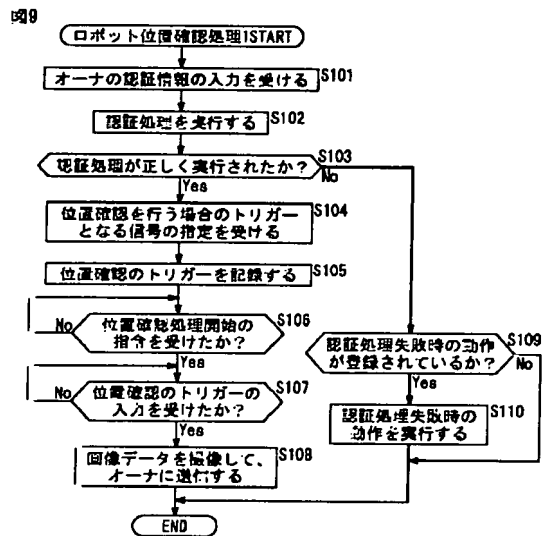 図9
ロボット位置確認処理1START
オーナの認証情報の入力を受ける
S101
認証処理を実行する
S102
認証処理が正しく実行されたか?
S103
No
Yes
位置確認を行う場合のトリガー
となる信号の指定を受ける
S104
位置確認のトリガーを記録する
S105
位置確認処理開始の
指令を受けたか?
S106
No
Yes
位置確認のトリガーの
入力を受けたか?
S107
No
Yes
画像データを撮像して、
オーナに送信する
S108
認証処理失敗時の動作
が登録されているか?
S109
No
Yes
認証処理失敗時の
動作を実行する
S110
END